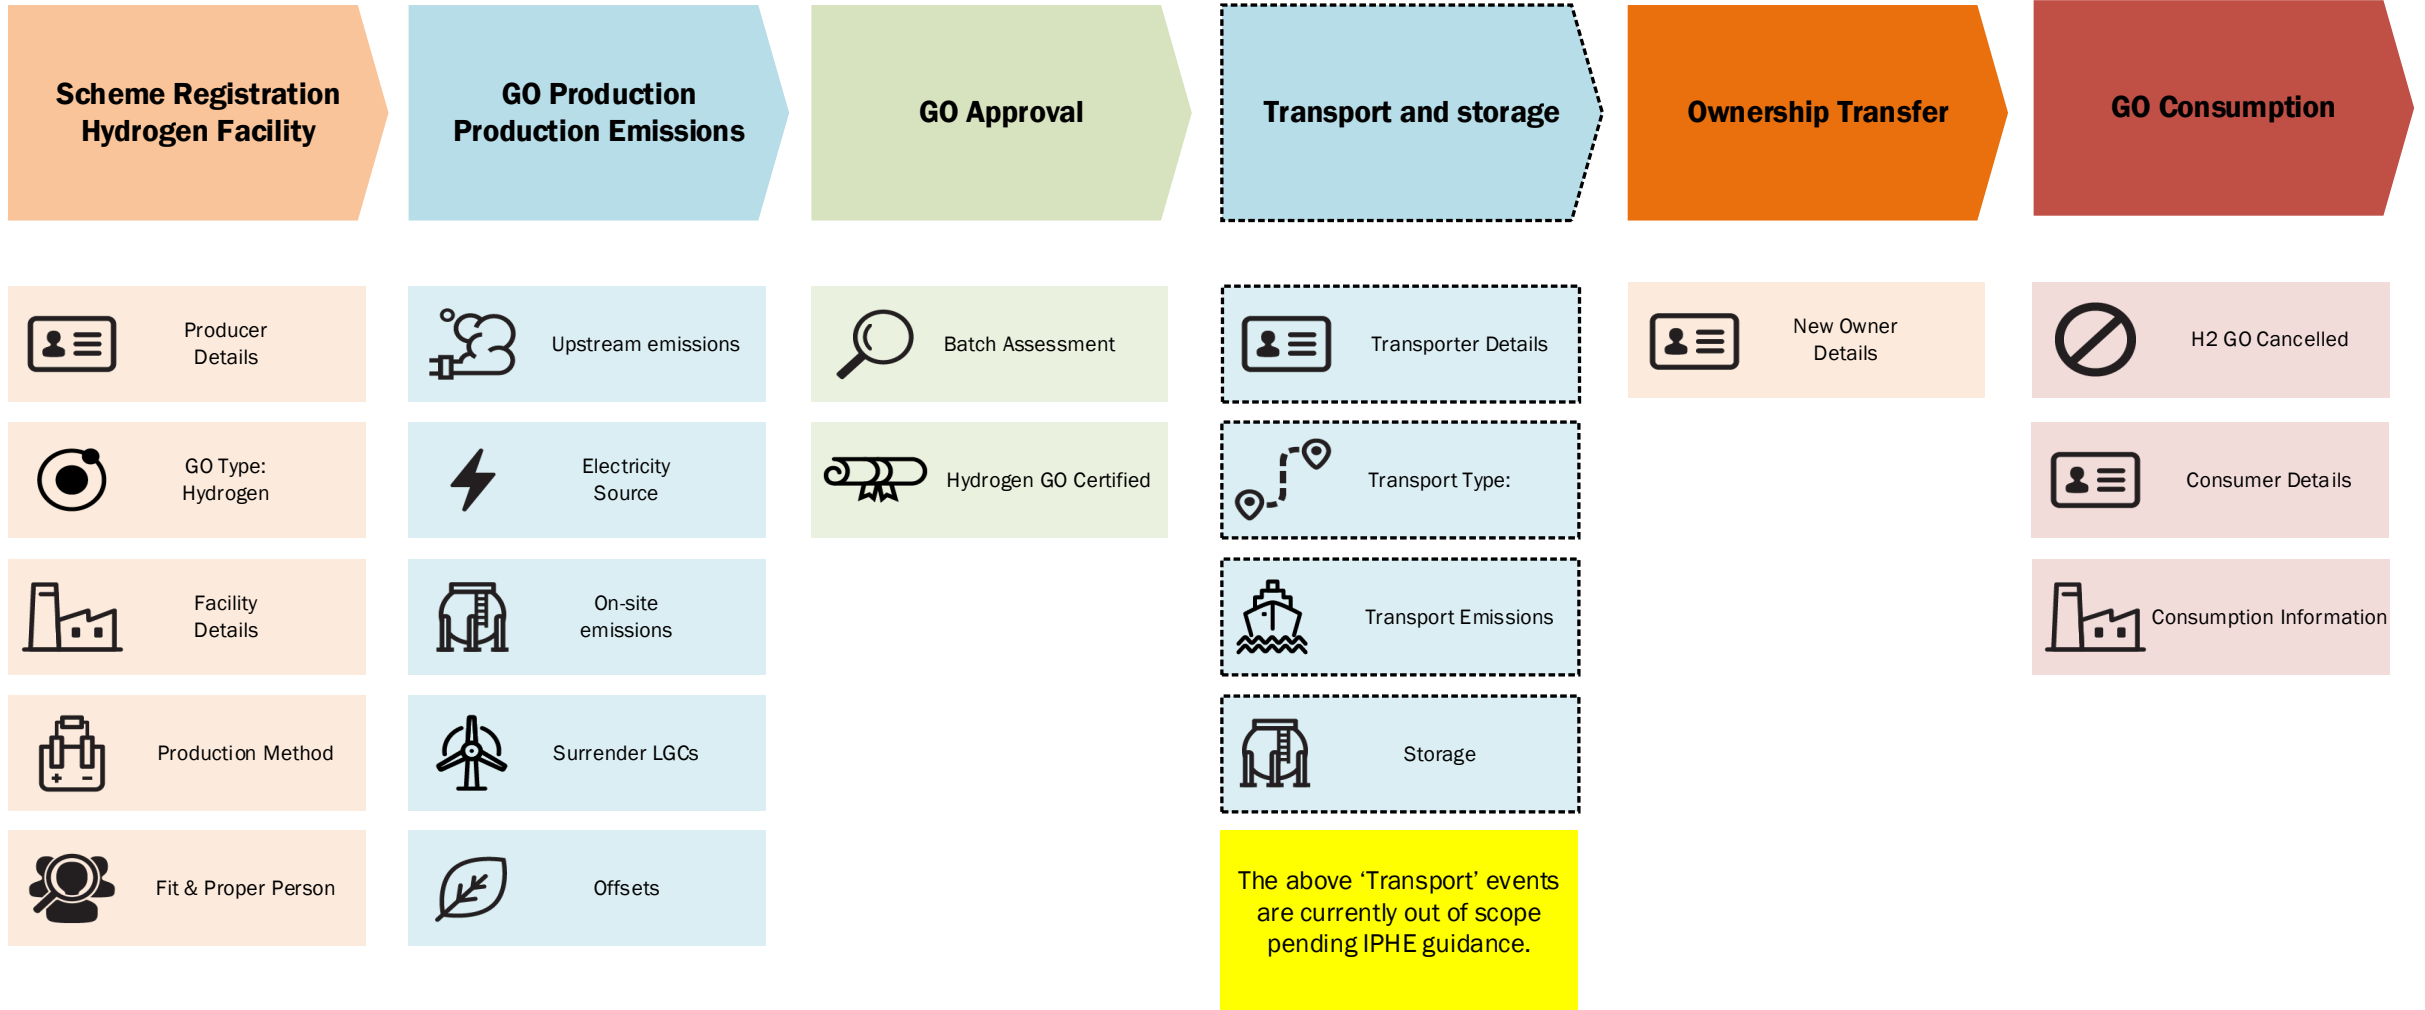 Scheme Registration
Hydrogen Facility
GO Production
Production Emissions
GO Approval
Transport and storage
Ownership Transfer
GO Consumption
Producer
Details
GO Type:
Hydrogen
Facility
Details
Production Method
Fit & Proper Person
Upstream emissions
Electricity
Source
On-site
emissions
Surrender LGCs
Offsets
Batch Assessment
Hydrogen GO Certified
Transporter Details
Transport Type:
Transport Emissions
Storage
The above ‘Transport’ events
are currently out of scope
pending IPHE guidance.
New Owner
Details
H2 GO Cancelled
Consumer Details
Consumption Information